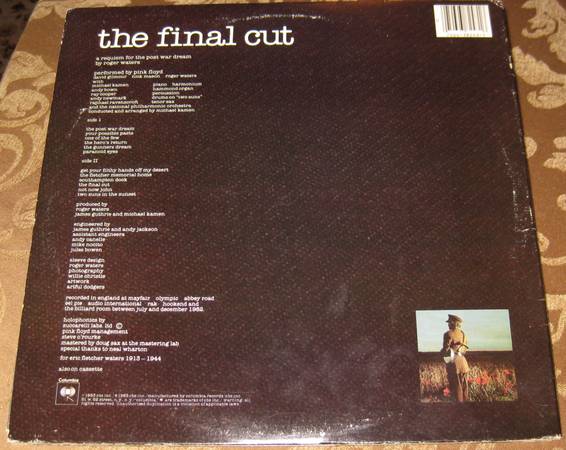 the final cut
a requiem for the post war dream
by roger waters
performed by pink floyd
david gilmour nick mason roger waters
with
michael kamen piano harmonium
andy bown hammond organ
ray cooper percussion
andy newmark drums on "two suns"
raphael ravenscroft tenor sax
and the national philharmonic orchestra
conducted and arranged by michael kamen
side I
the post war dream
your possible pasts
one of the few
the hero's return
the gunners dream
paranoid eyes
side II
get your filthy hands off my desert
the fletcher memorial home
southampton dock
the final cut
not now john
two suns in the sunset
produced by
roger waters
james guthrie and michael kamen
engineered by
james guthrie and andy jackson
assistant engineers
andy canelle
mike nocito
jules bowen
sleeve design
roger waters
photography
willie christie
artwork
artful dodgers
recorded in england at mayfair olympic abbey road
eel pie audio international rak hookend and
the billiard room between july and december 1982.
holophonics by
zuccarelli labs. ltd ©
pink floyd management
steve o'rourke
mastered by doug sax at the mastering lab
special thanks to neal wharton
for eric fletcher waters 1913 – 1944
also on cassette
Columbia